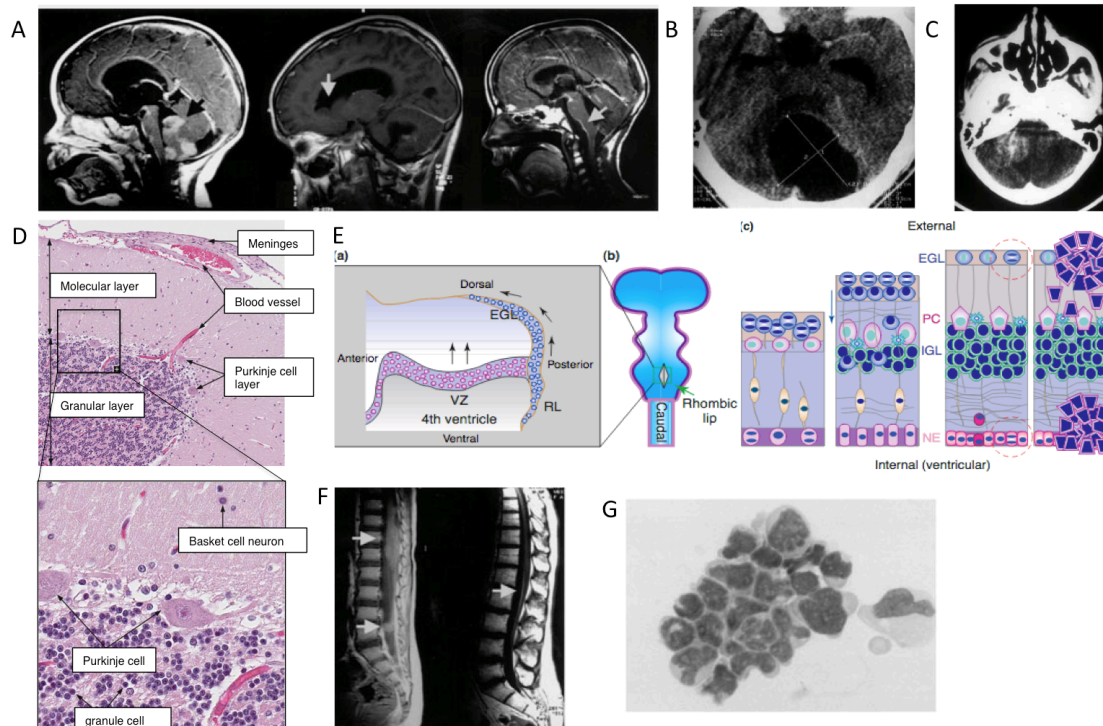 A
B
C
D
Meninges
Molecular layer
Blood vessel
Purkinje cell
layer
Granular layer
Basket cell neuron
Purkinje cell
granule cell
E
(a)
Dorsal
EGL
Anterior
Posterior
VZ
4th ventricle
RL
Ventral
(b)
Rhombic
lip
Caudal
(c)
External
EGL
PC
IGL
NE
Internal (ventricular)
F
G